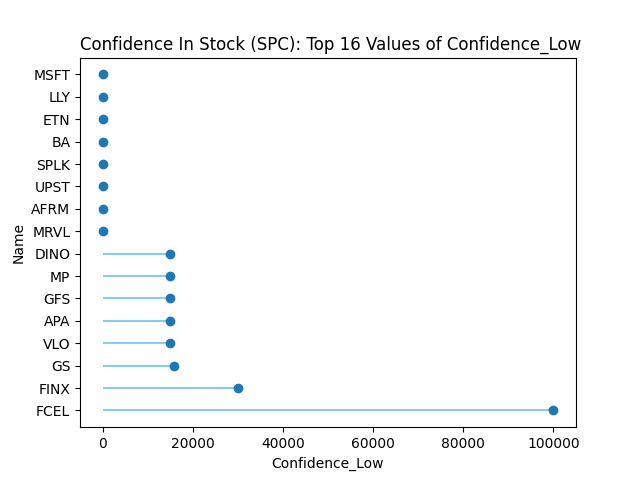 Confidence In Stock (SPC): Top 16 Values of Confidence_Low
MSFT
LLY
ETN
BA
SPLK
UPST
AFRM
MRVL
DINO
MP
GFS
APA
VLO
GS
FINX
FCEL
Name
0 20000 40000 60000 80000 100000
Confidence_Low